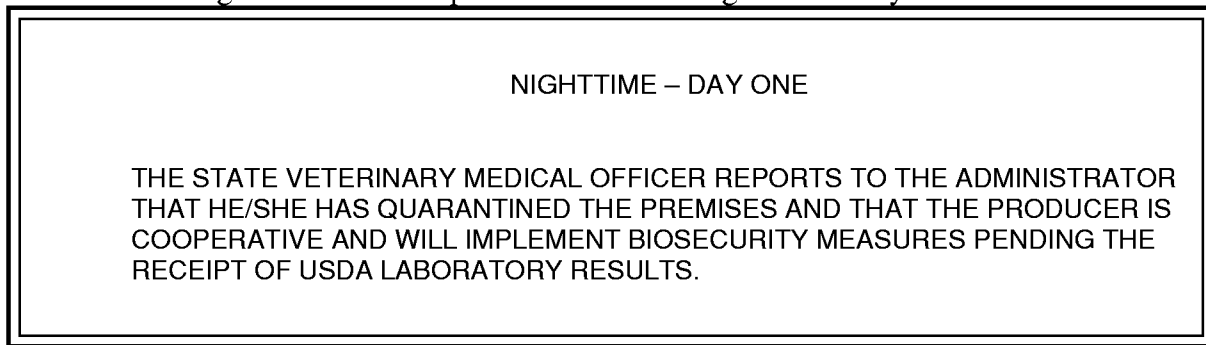 NIGHTTIME – DAY ONE
THE STATE VETERINARY MEDICAL OFFICER REPORTS TO THE ADMINISTRATOR
THAT HE/SHE HAS QUARANTINED THE PREMISES AND THAT THE PRODUCER IS
COOPERATIVE AND WILL IMPLEMENT BIOSECURITY MEASURES PENDING THE
RECEIPT OF USDA LABORATORY RESULTS.